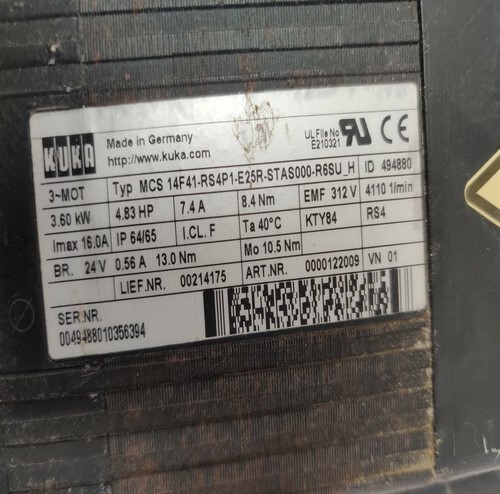 KUKA
Made in Germany
http://www.kuka.com
UL File No
E210321
RU CE
3~MOT Typ MCS 14F41-RS4P1-E25R-STAS000-R6SU_H ID 494880
3.60 kW 4.83 HP 7.4 A 8.4 Nm EMF 312 V 4110 1/min
Imax 16.0A IP 64/65 I.CL. F Ta 40°C KTY84 RS4
BR. 24 V 0.56 A 13.0 Nm Mo 10.5 Nm
LIEF.NR. 00214175 ART.NR. 0000122009 VN 01
SER.NR.
0049488010356394